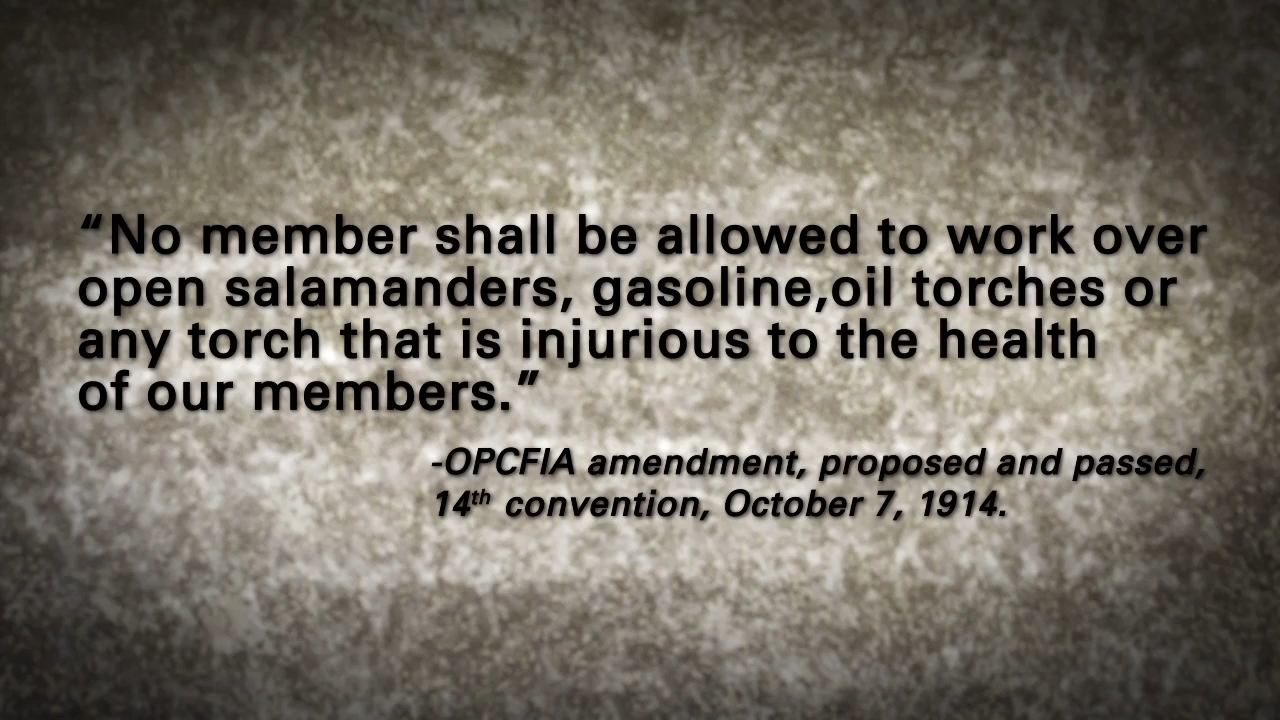 “No member shall be allowed to work over
open salamanders, gasoline,oil torches or
any torch that is injurious to the health
of our members.”
-OPCFIA amendment, proposed and passed,
14th convention, October 7, 1914.